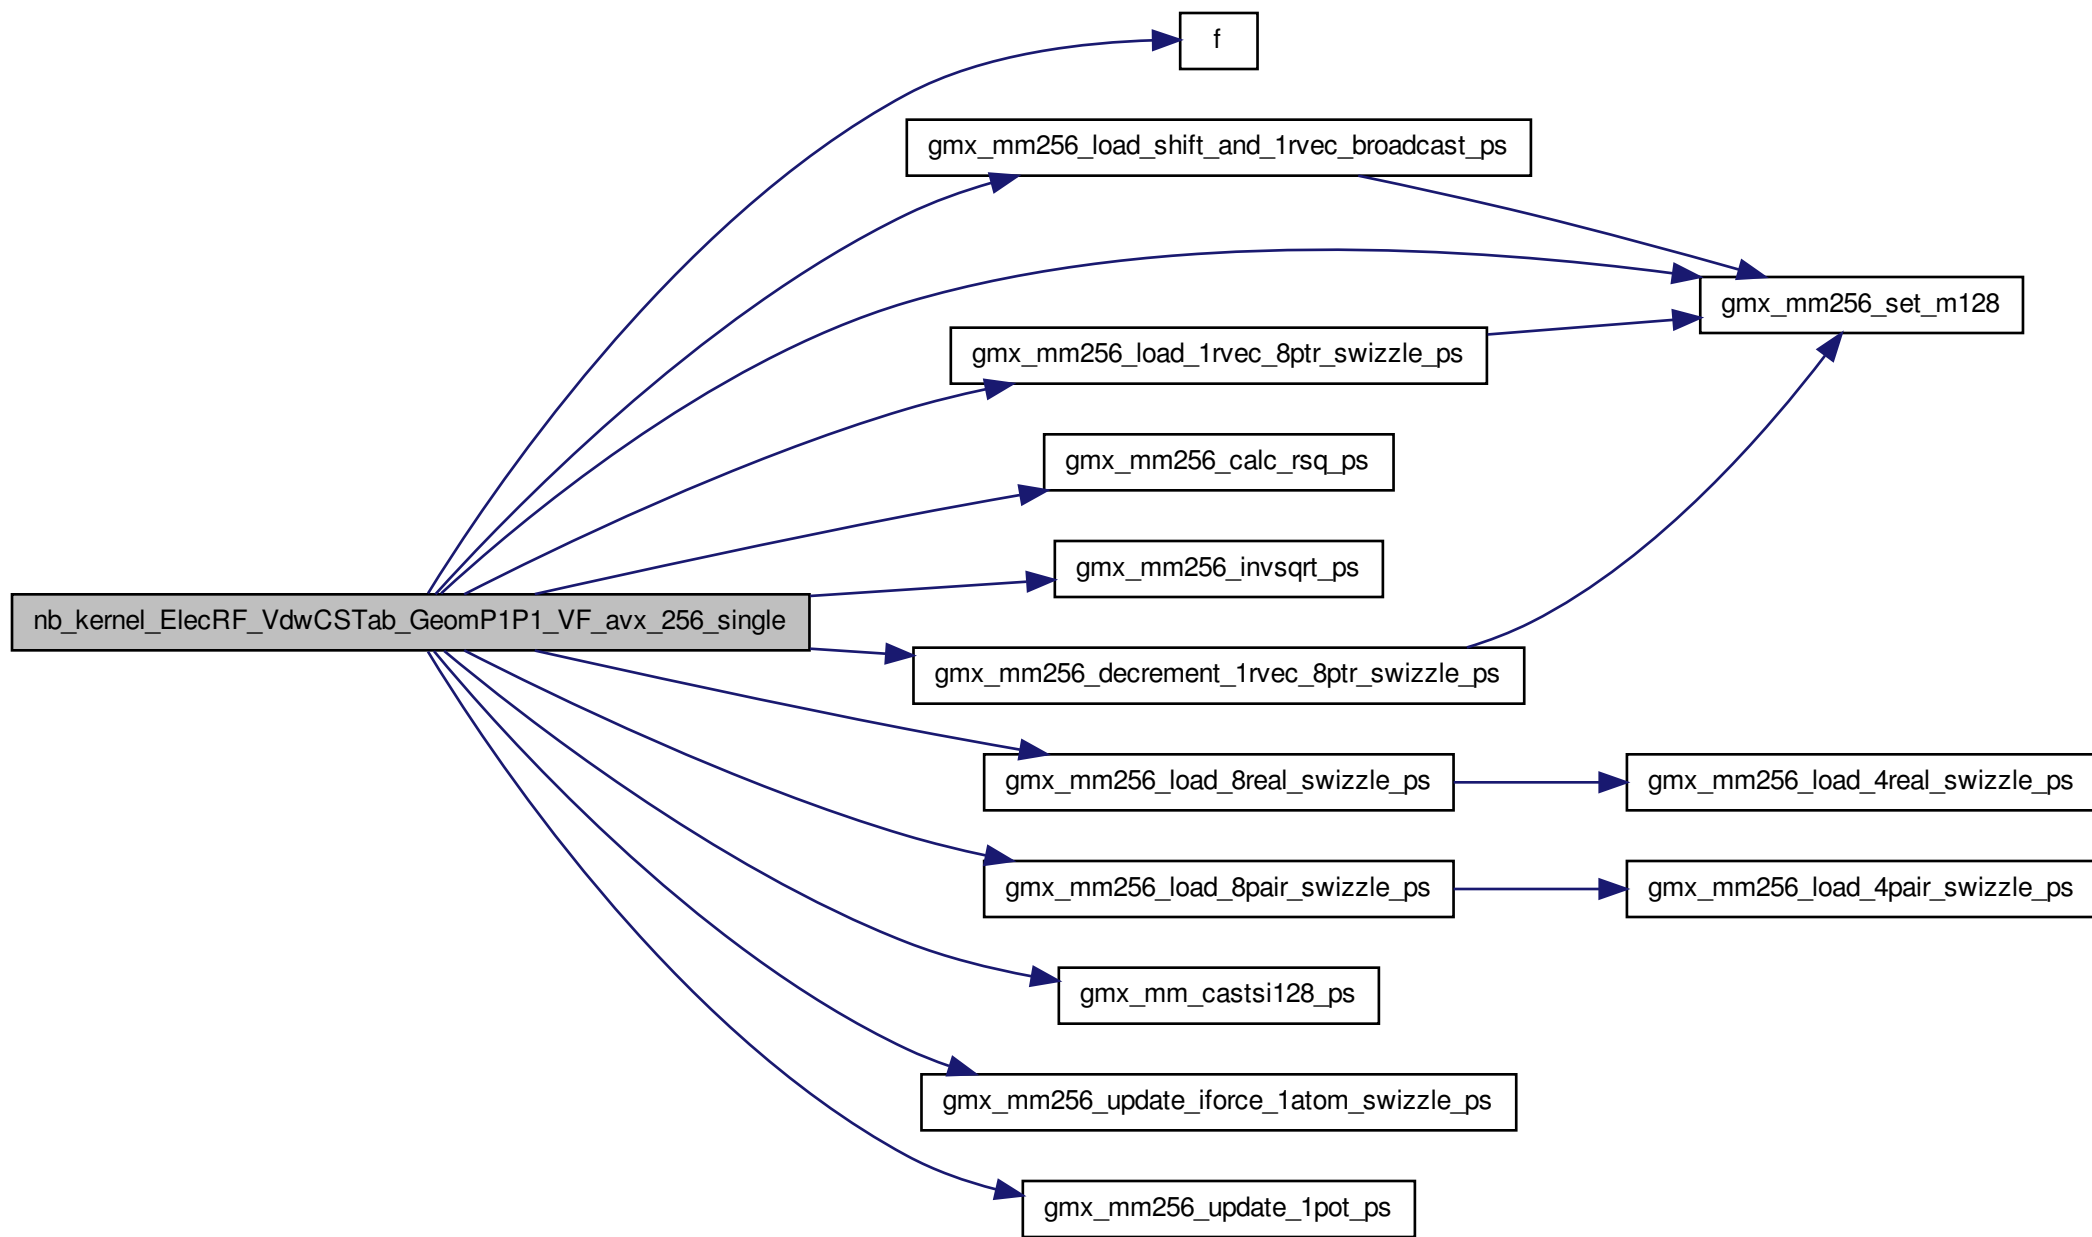 f
gmx_mm256_load_shift_and_1rvec_broadcast_ps
gmx_mm256_set_m128
gmx_mm256_load_1rvec_8ptr_swizzle_ps
gmx_mm256_calc_rsq_ps
gmx_mm256_invsqrt_ps
nb_kernel_ElecRF_VdwCSTab_GeomP1P1_VF_avx_256_single
gmx_mm256_decrement_1rvec_8ptr_swizzle_ps
gmx_mm256_load_8real_swizzle_ps
gmx_mm256_load_4real_swizzle_ps
gmx_mm256_load_8pair_swizzle_ps
gmx_mm256_load_4pair_swizzle_ps
gmx_mm_castsi128_ps
gmx_mm256_update_iforce_1atom_swizzle_ps
gmx_mm256_update_1pot_ps